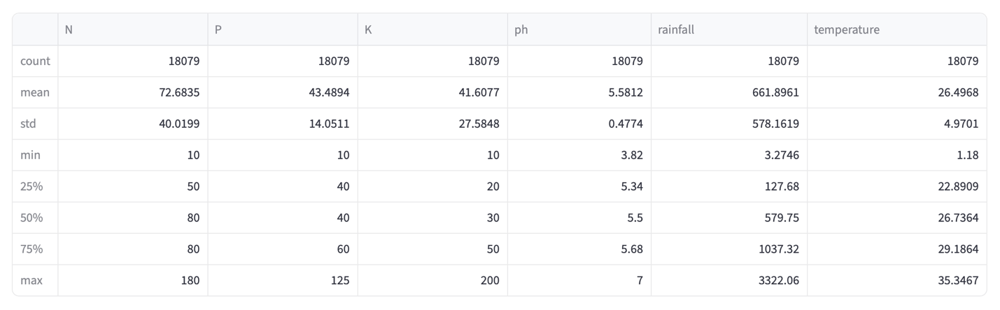 N P K ph rainfall temperature
count 18079 18079 18079 18079 18079 18079
mean 72.6835 43.4894 41.6077 5.5812 661.8961 26.4968
std 40.0199 14.0511 27.5848 0.4774 578.1619 4.9701
min 10 10 10 3.82 3.2746 1.18
25% 50 40 20 5.34 127.68 22.8909
50% 80 40 30 5.5 579.75 26.7364
75% 80 60 50 5.68 1037.32 29.1864
max 180 125 200 7 3322.06 35.3467